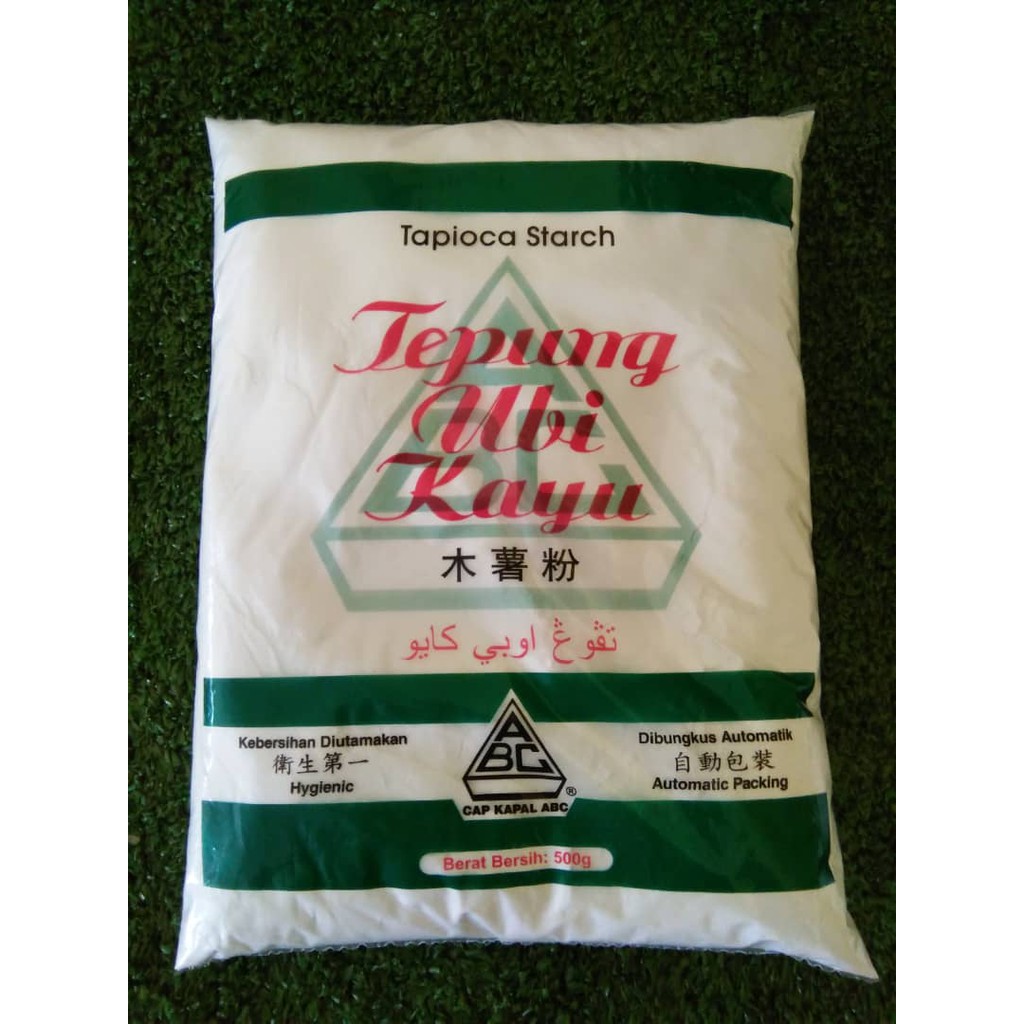 Tapioca Starch
ABC
Tepung
Ubi
Kayu
木薯粉
تڤوڠ اوبي كايو
Kebersihan Diutamakan
衛生第一
Hygienic
A
BC
®
CAP KAPAL ABC
Dibungkus Automatik
自動包裝
Automatic Packing
Berat Bersih: 500g